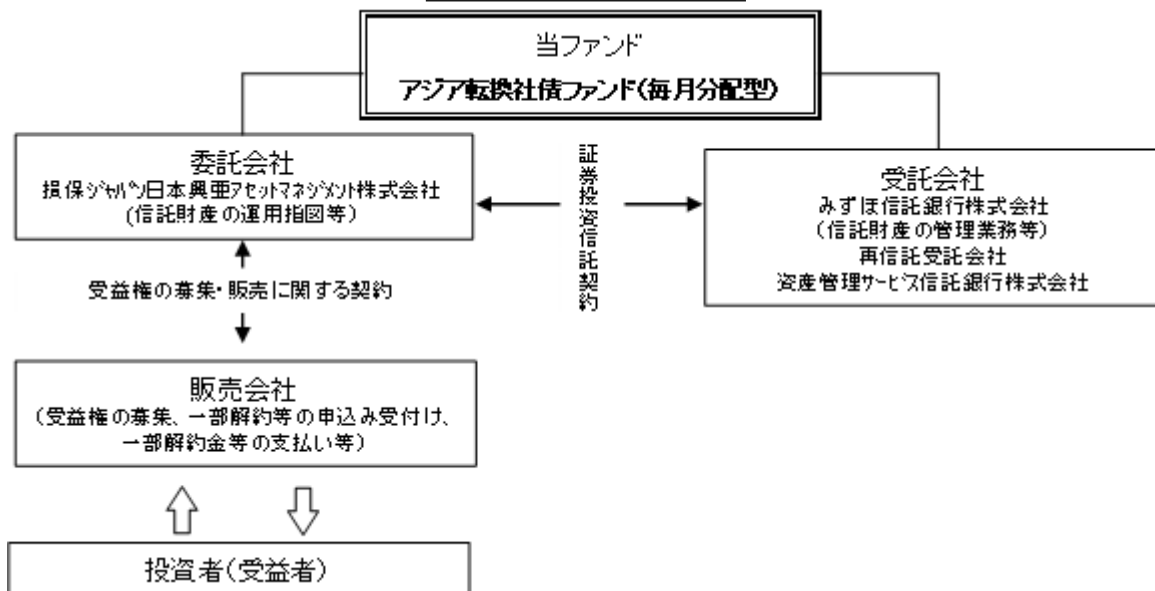 当ファンド
アジア転換社債ファンド(毎月分配型)
委託会社
損保ジャパン日本興亜アセットマネジメント株式会社
(信託財産の運用指図等)
証券投資信託契約
受託会社
みずほ信託銀行株式会社
(信託財産の管理業務等)
再信託受託会社
資産管理サービス信託銀行株式会社
受益権の募集・販売に関する契約
販売会社
(受益権の募集、一部解約等の申込み受付け、
一部解約金等の支払い等)
投資者(受益者)